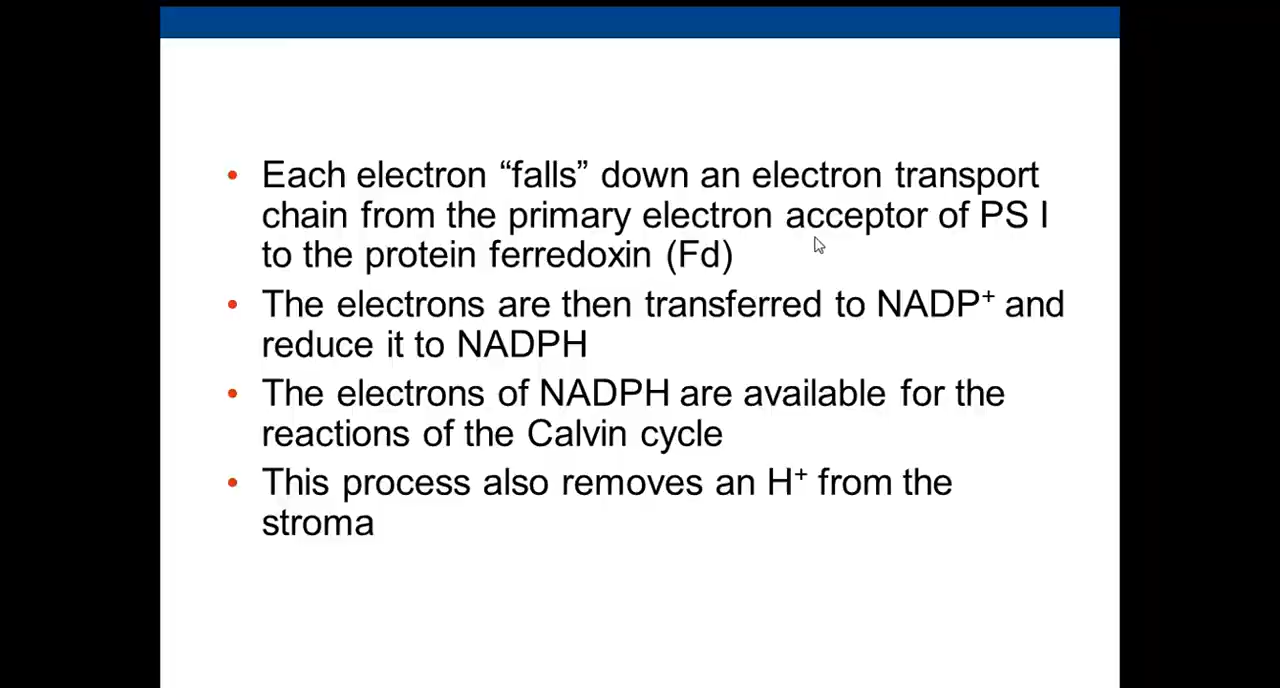 • Each electron “falls” down an electron transport
chain from the primary electron acceptor of PS I
to the protein ferredoxin (Fd)
• The electrons are then transferred to NADP⁺ and
reduce it to NADPH
• The electrons of NADPH are available for the
reactions of the Calvin cycle
• This process also removes an H⁺ from the
stroma